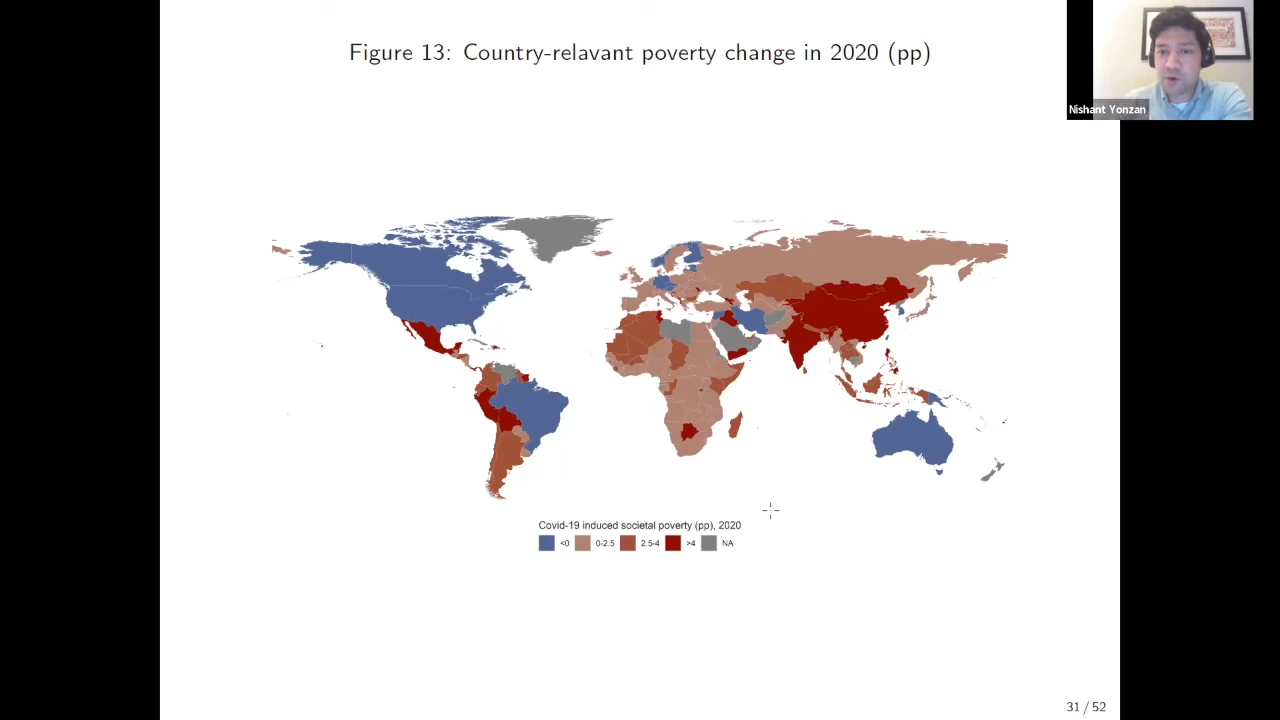 Figure 13: Country-relavant poverty change in 2020 (pp)
Nishant Yonzan
Covid-19 induced societal poverty (pp), 2020
<0 0-2.5 2.5-4 >4 NA
31 / 52